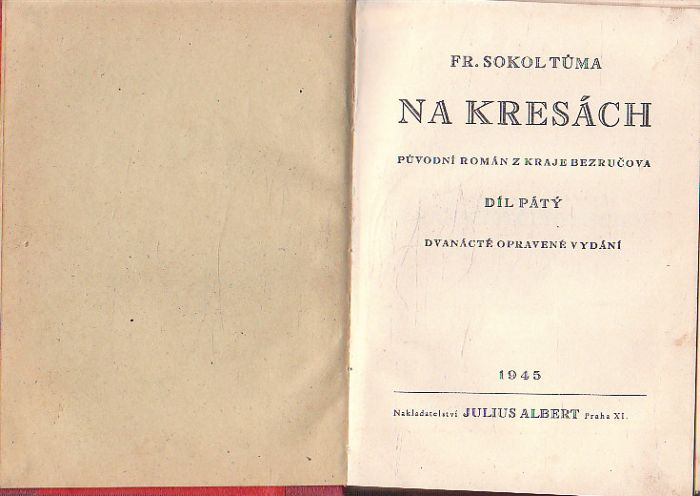 FR. SOKOL TŮMA
NA KRESÁCH
PŮVODNÍ ROMÁN Z KRAJE BEZRUČOVA
DÍL PÁTÝ
DVANÁCTÉ OPRAVENÉ VYDÁNÍ
1945
Nakladatelství JULIUS ALBERT Praha XI.